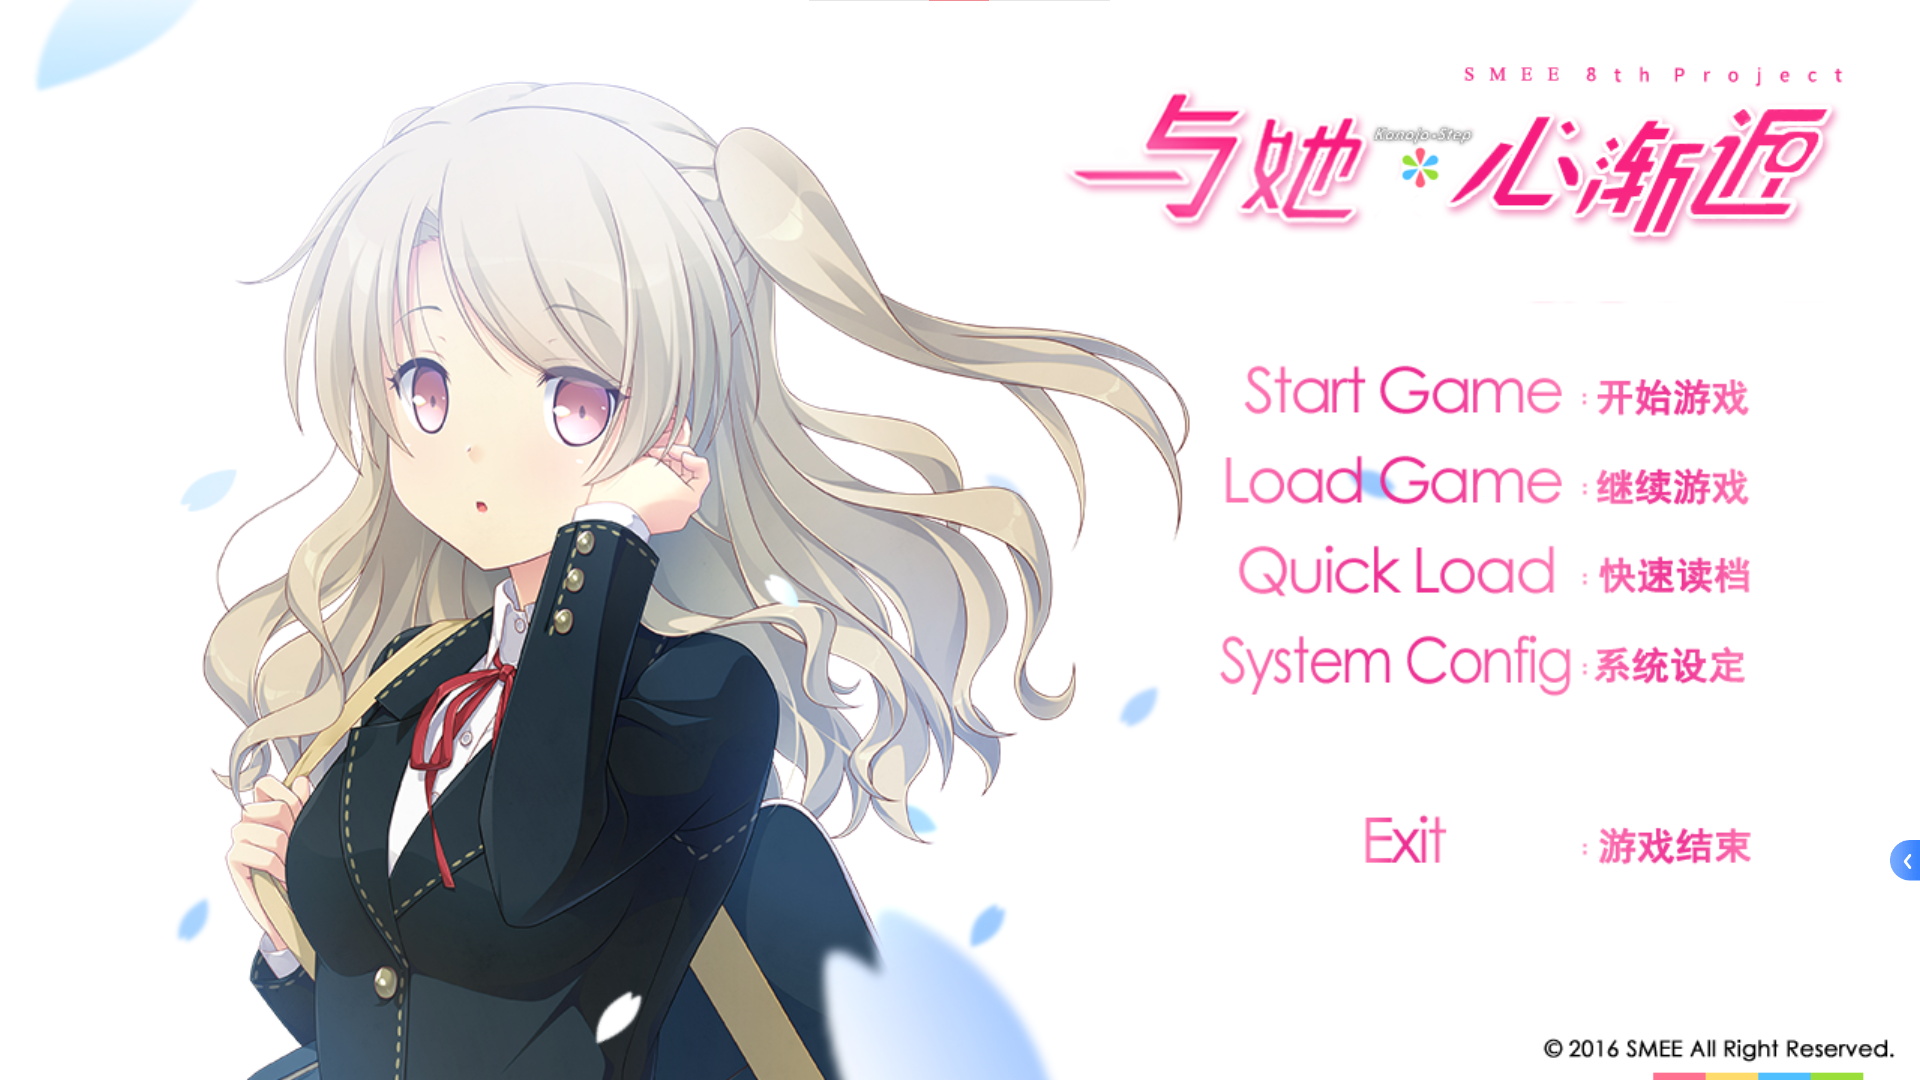 SMEE 8th Project
与她 Kanojo*Step 心渐迩
Start Game : 开始游戏
Load Game : 继续游戏
Quick Load : 快速读档
System Config : 系统设定
Exit : 游戏结束
© 2016 SMEE All Right Reserved.